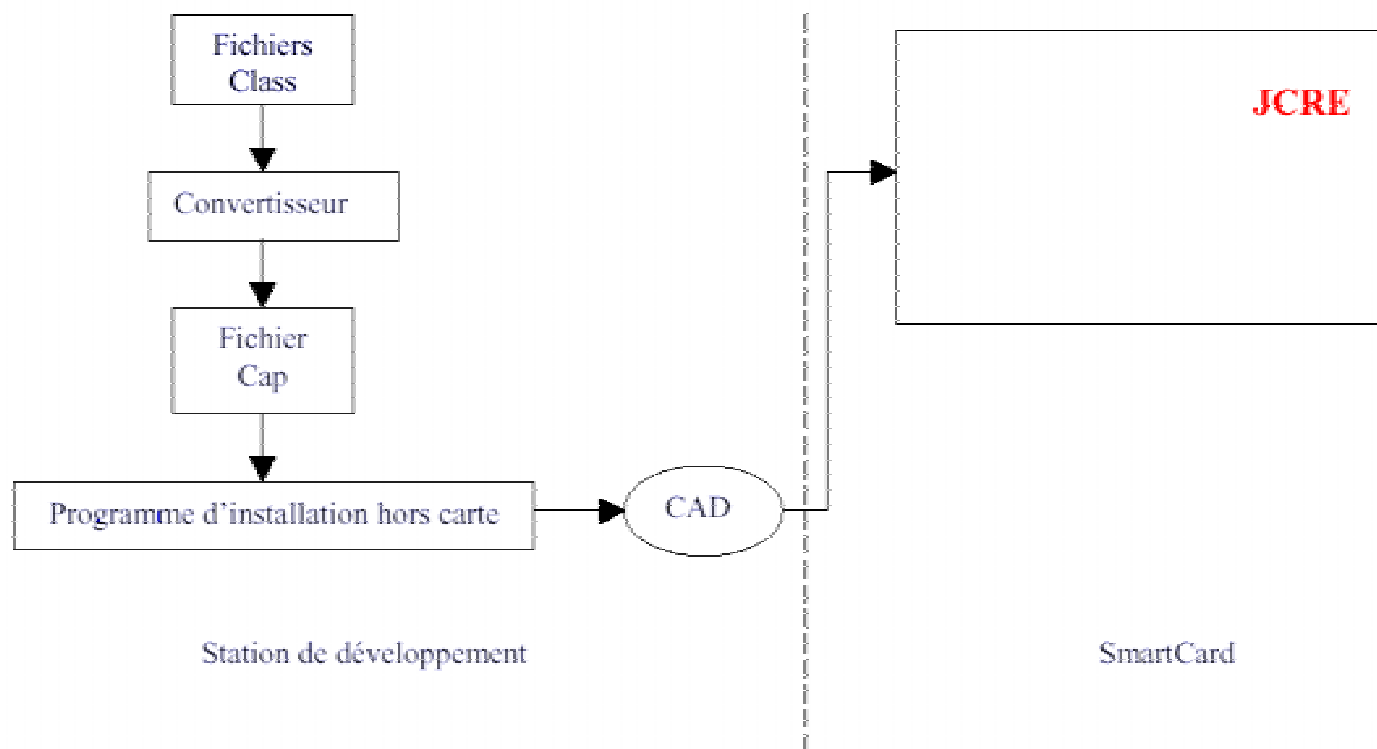 Fichiers
Class
JCRE
Convertisseur
Fichier
Cap
Programme d'installation hors carte
CAD
Station de développement
SmartCard